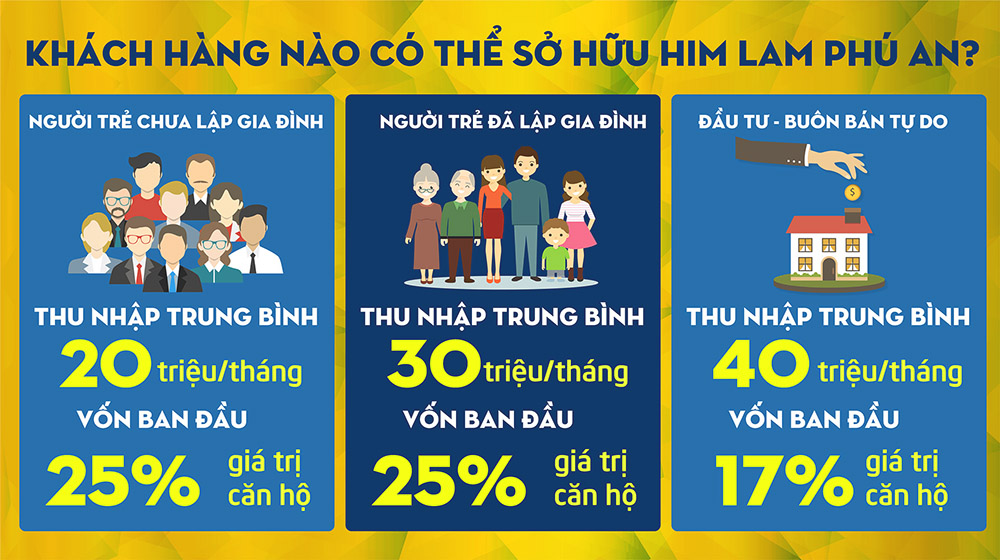 KHÁCH HÀNG NÀO CÓ THỂ SỞ HỮU HIM LAM PHÚ AN?
NGƯỜI TRẺ CHƯA LẬP GIA ĐÌNH
THU NHẬP TRUNG BÌNH
20 triệu/tháng
VỐN BAN ĐẦU
25% giá trị
căn hộ
NGƯỜI TRẺ ĐÃ LẬP GIA ĐÌNH
THU NHẬP TRUNG BÌNH
30 triệu/tháng
VỐN BAN ĐẦU
25% giá trị
căn hộ
ĐẦU TƯ - BUÔN BÁN TỰ DO
$
THU NHẬP TRUNG BÌNH
40 triệu/tháng
VỐN BAN ĐẦU
17% giá trị
căn hộ